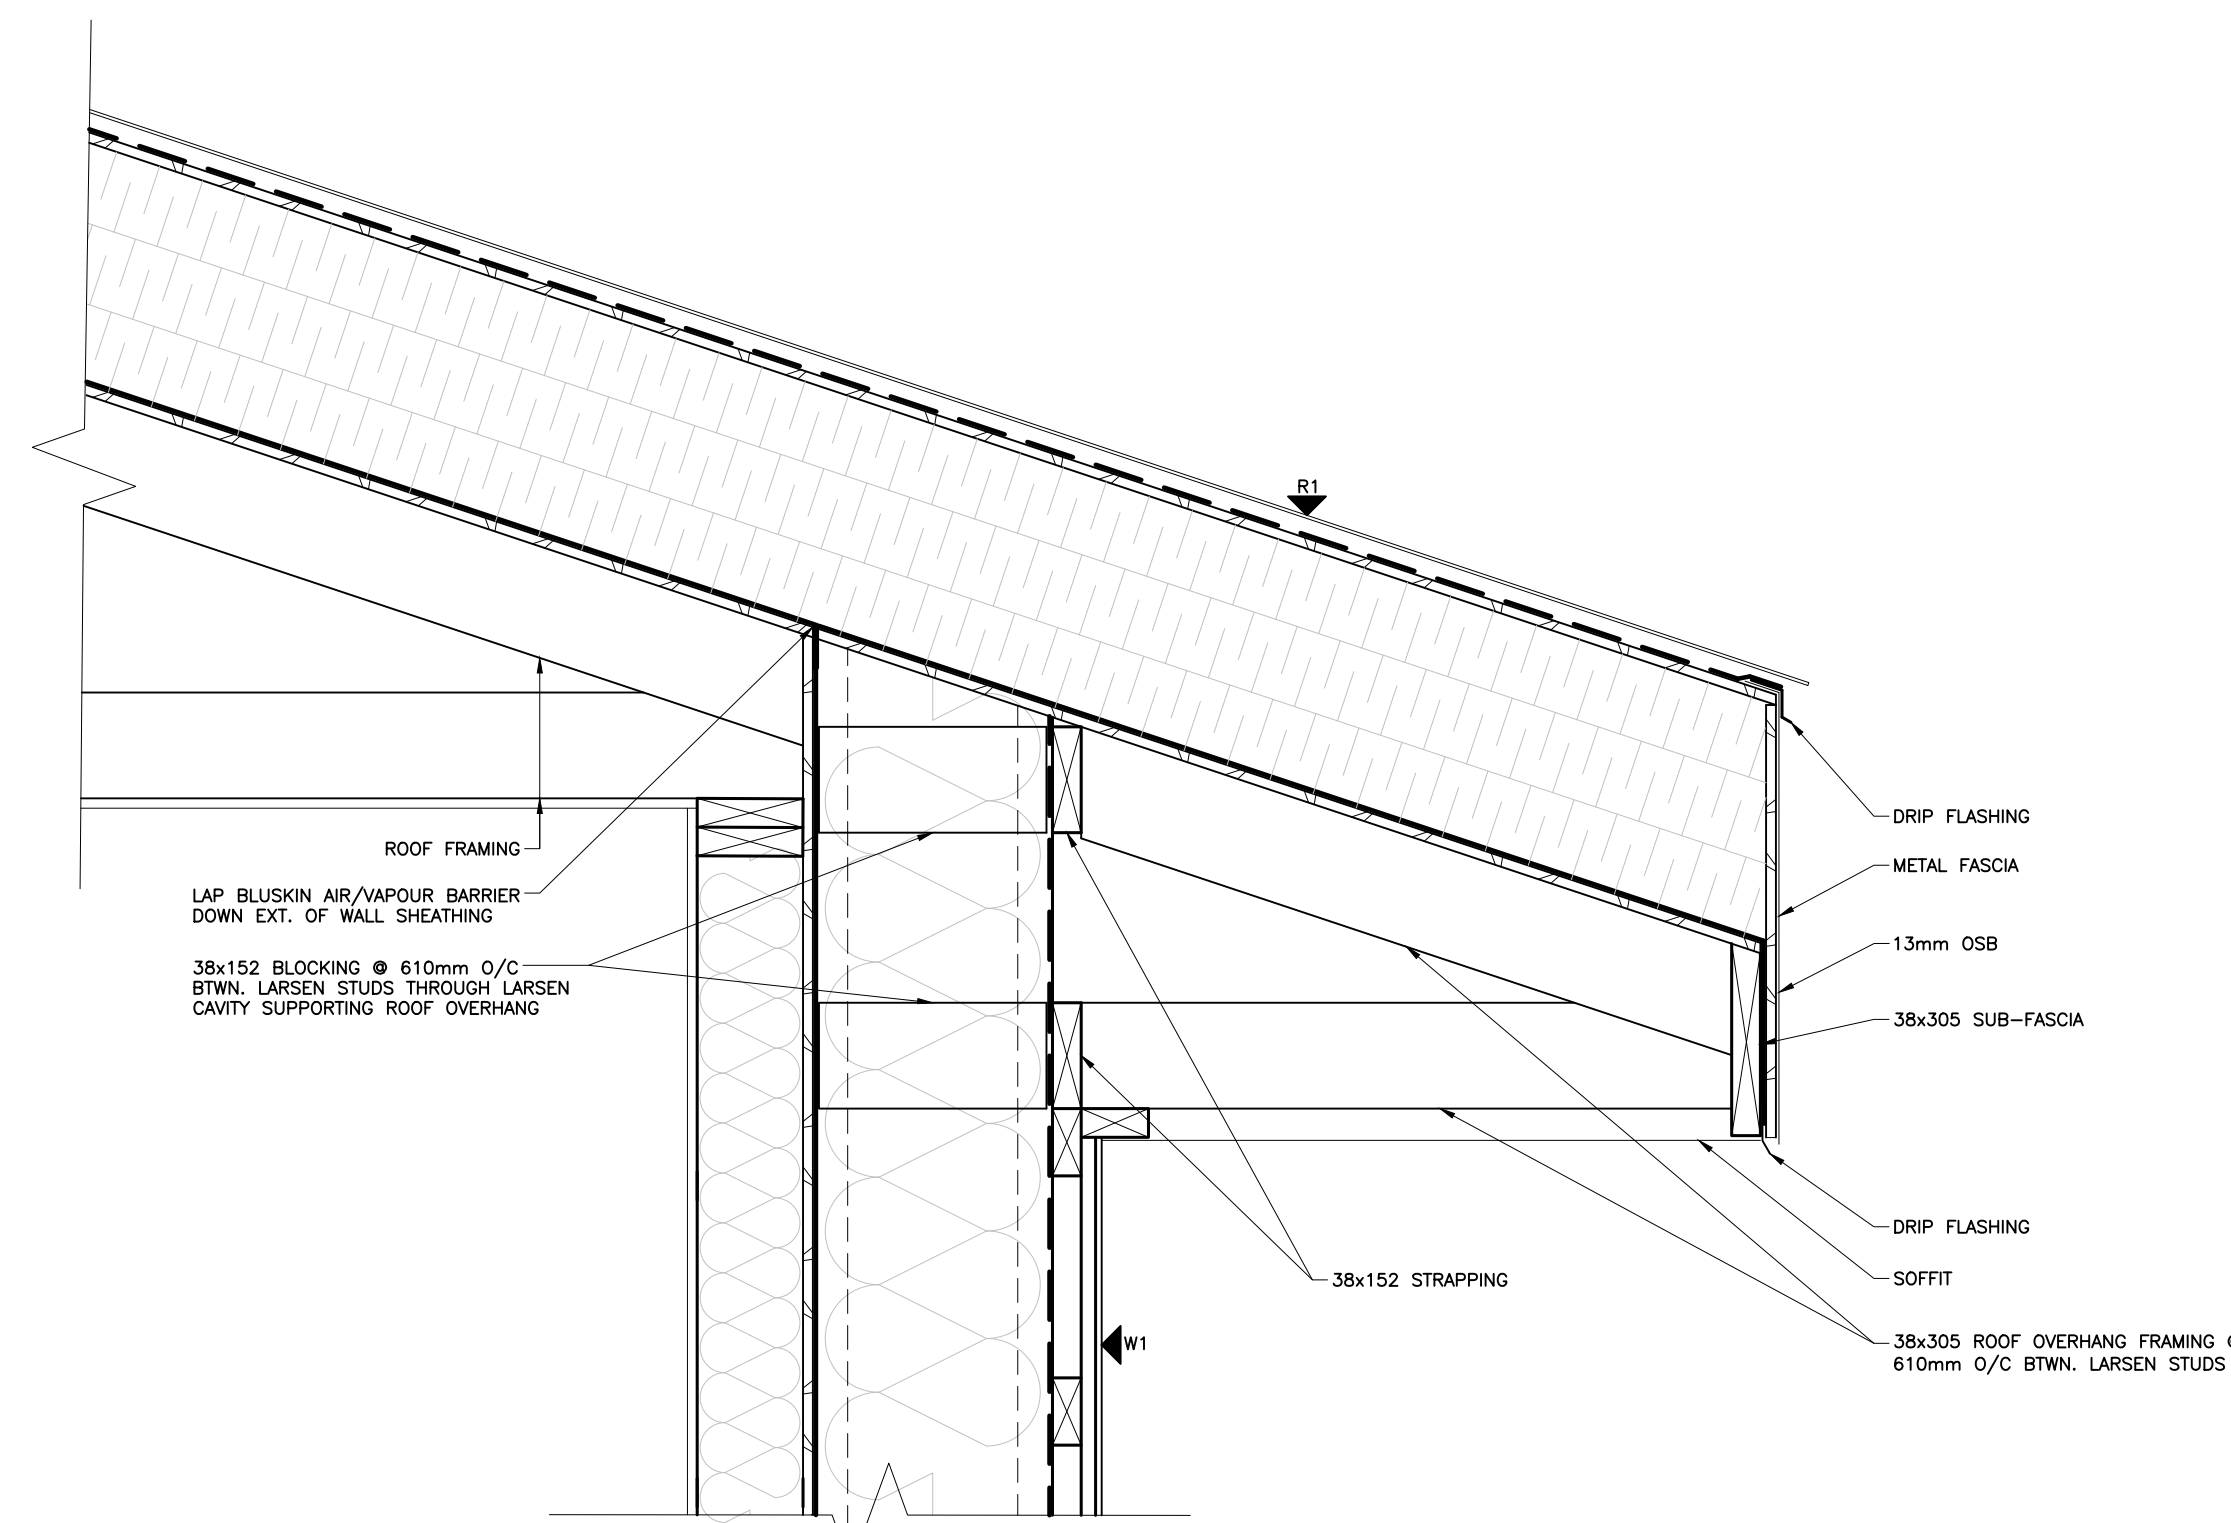 R1
DRIP FLASHING
METAL FASCIA
ROOF FRAMING
LAP BLUSKIN AIR/VAPOUR BARRIER
DOWN EXT. OF WALL SHEATHING
13mm OSB
38x152 BLOCKING @ 610mm O/C
BTWN. LARSEN STUDS THROUGH LARSEN
CAVITY SUPPORTING ROOF OVERHANG
38x305 SUB-FASCIA
DRIP FLASHING
SOFFIT
38x152 STRAPPING
W1
38x305 ROOF OVERHANG FRAMING
610mm O/C BTWN. LARSEN STUDS